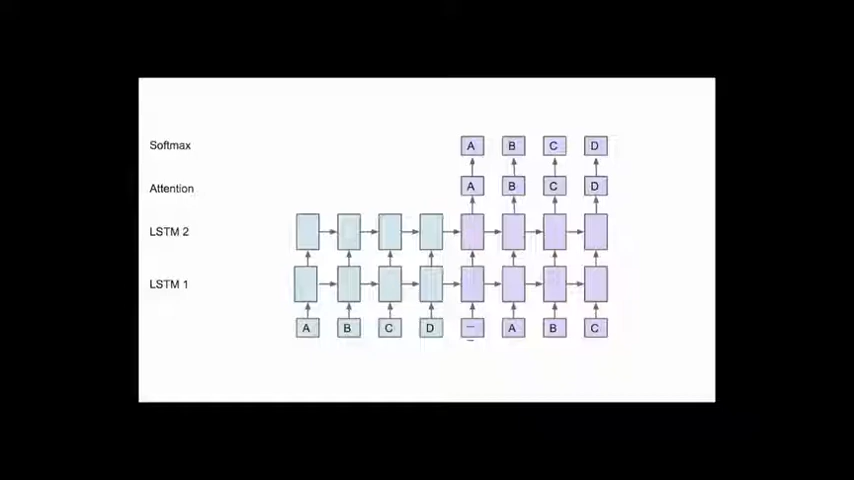 Softmax A B C D
Attention A B C D
LSTM 2
LSTM 1
A B C D _ A B C